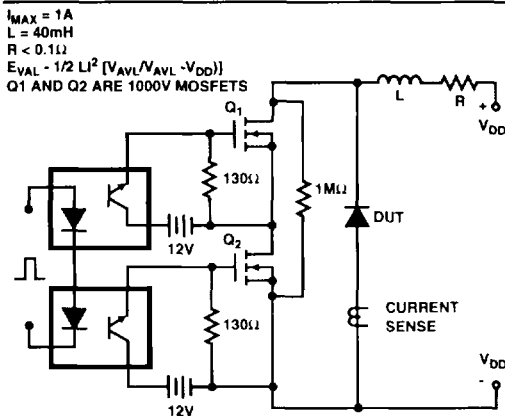 IMAX = 1A
L = 40mH
R < 0.1Ω
EVAL - 1/2 LI² [VAVL/VAVL -VDD)]
Q1 AND Q2 ARE 1000V MOSFETS
Q1
L
R
+
VDD
130Ω
1MΩ
DUT
12V
Q2
130Ω
CURRENT
SENSE
VDD
-
12V